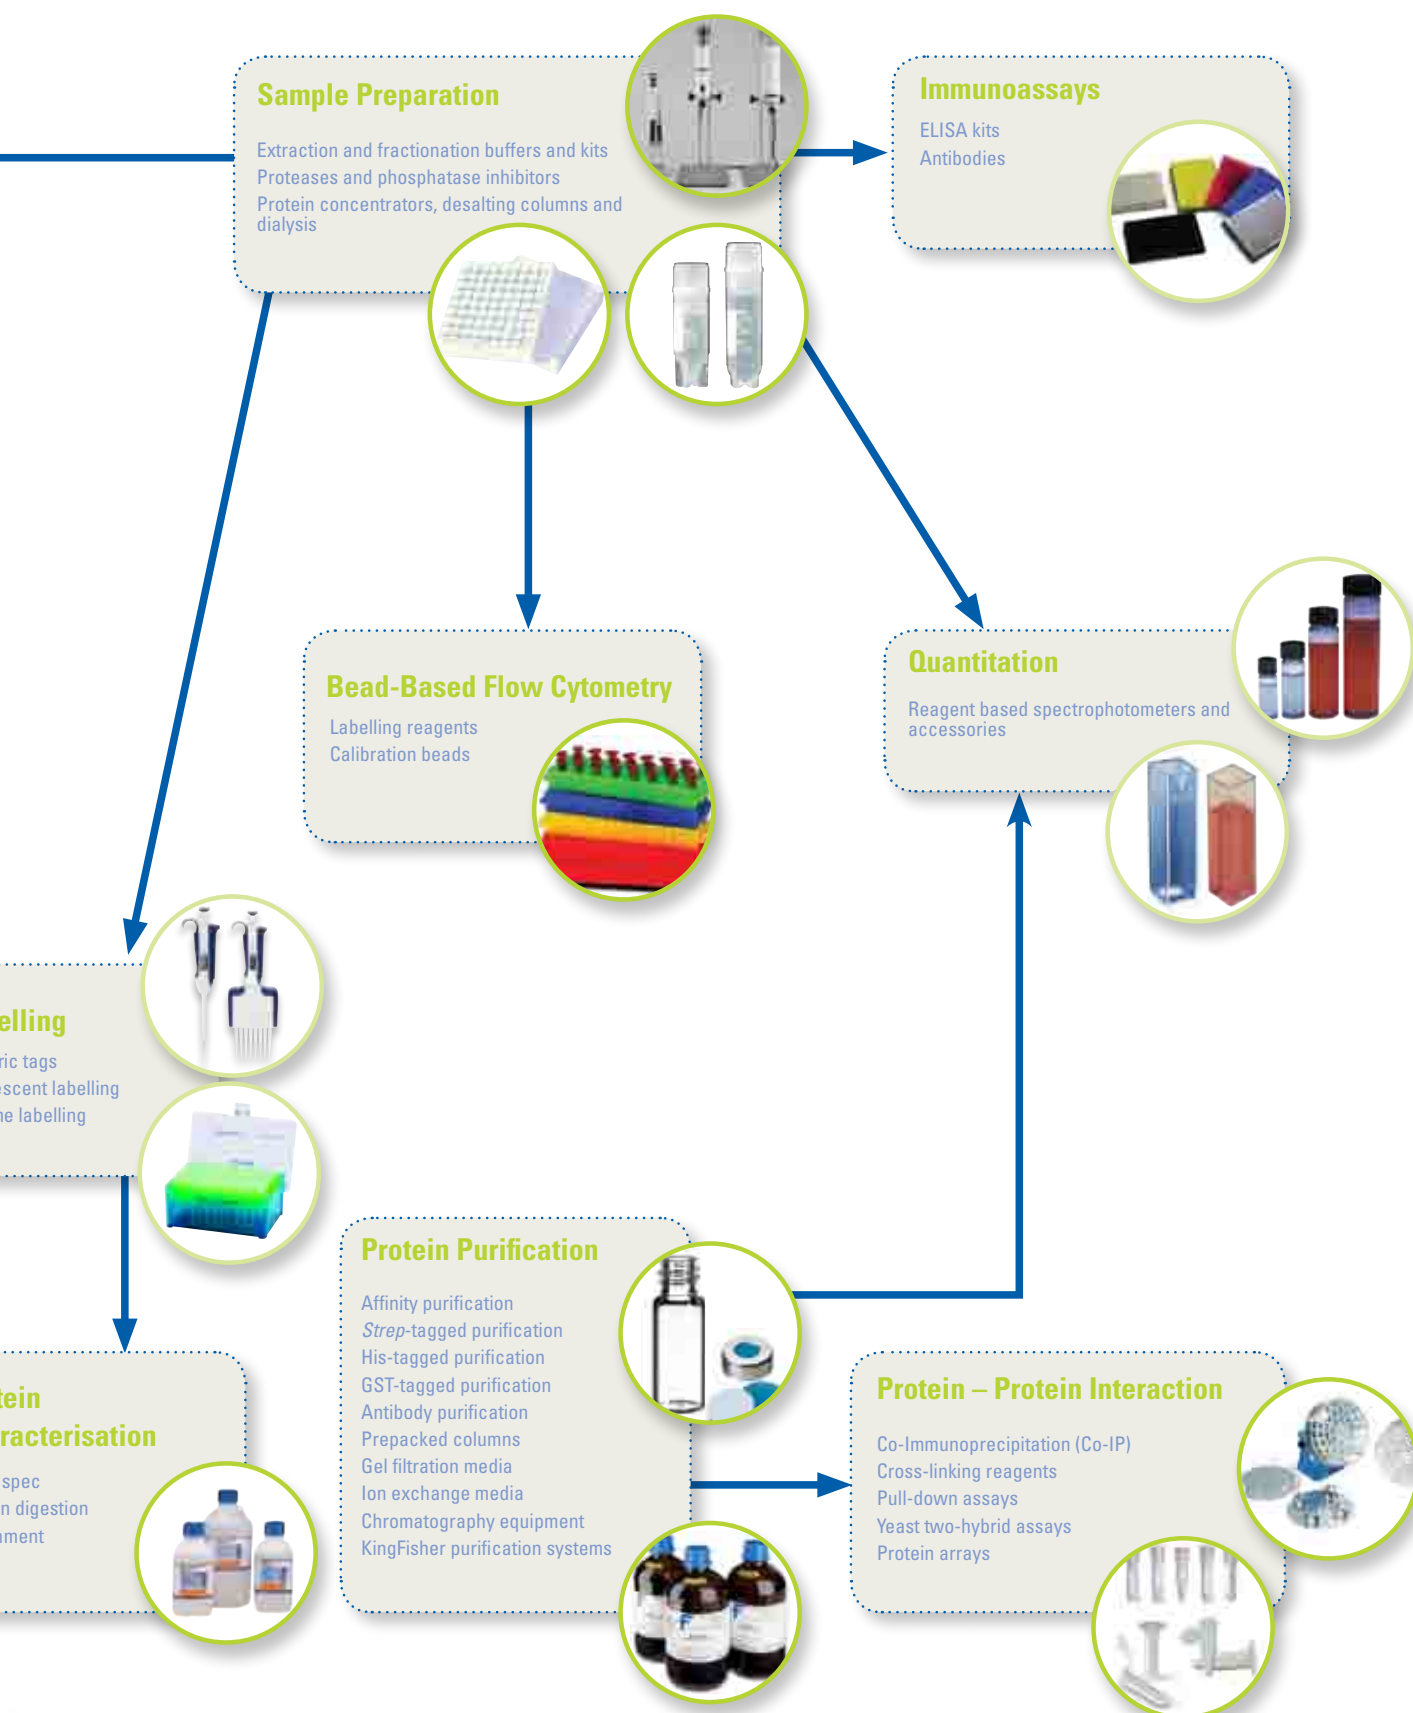 Sample Preparation
Extraction and fractionation buffers and kits
Proteases and phosphatase inhibitors
Protein concentrators, desalting columns and
dialysis
Immunoassays
ELISA kits
Antibodies
Bead-Based Flow Cytometry
Labelling reagents
Calibration beads
Quantitation
Reagent based spectrophotometers and
accessories
elling
ric tags
escent labelling
ne labelling
Protein Purification
Affinity purification
Strep-tagged purification
His-tagged purification
GST-tagged purification
Antibody purification
Prepacked columns
Gel filtration media
Ion exchange media
Chromatography equipment
KingFisher purification systems
tein
racterisation
spec
n digestion
nment
Protein – Protein Interaction
Co-Immunoprecipitation (Co-IP)
Cross-linking reagents
Pull-down assays
Yeast two-hybrid assays
Protein arrays